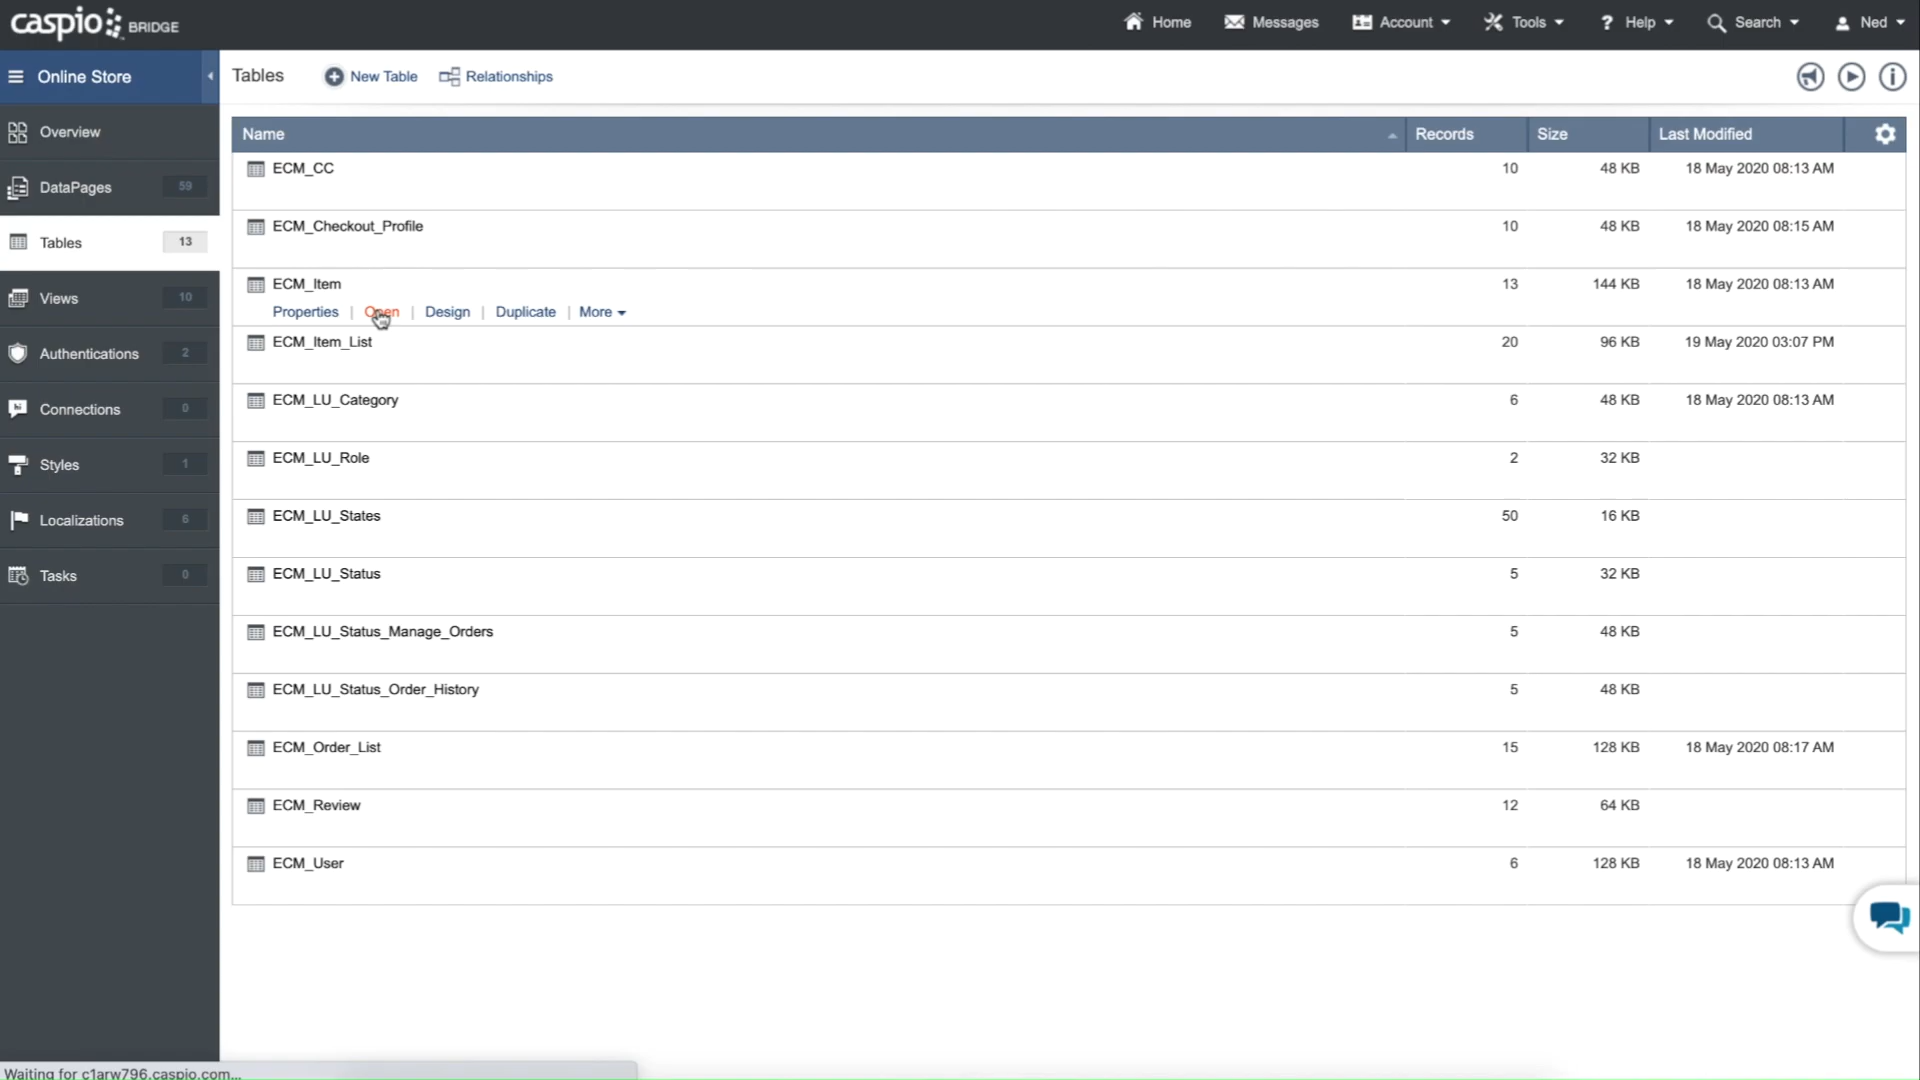 caspio BRIDGE
Home Messages Account Tools ? Help Search Ned
Online Store
Tables New Table Relationships
Overview
DataPages 59
Tables 13
Views 10
Authentications 2
Connections 0
Styles 1
Localizations 6
Tasks 0
Name Records Size Last Modified
ECM_CC 10 48 KB 18 May 2020 08:13 AM
ECM_Checkout_Profile 10 48 KB 18 May 2020 08:15 AM
ECM_Item 13 144 KB 18 May 2020 08:13 AM
Properties | Open | Design | Duplicate | More
ECM_Item_List 20 96 KB 19 May 2020 03:07 PM
ECM_LU_Category 6 48 KB 18 May 2020 08:13 AM
ECM_LU_Role 2 32 KB
ECM_LU_States 50 16 KB
ECM_LU_Status 5 32 KB
ECM_LU_Status_Manage_Orders 5 48 KB
ECM_LU_Status_Order_History 5 48 KB
ECM_Order_List 15 128 KB 18 May 2020 08:17 AM
ECM_Review 12 64 KB
ECM_User 6 128 KB 18 May 2020 08:13 AM
Waiting for c1arw796.caspio.com...